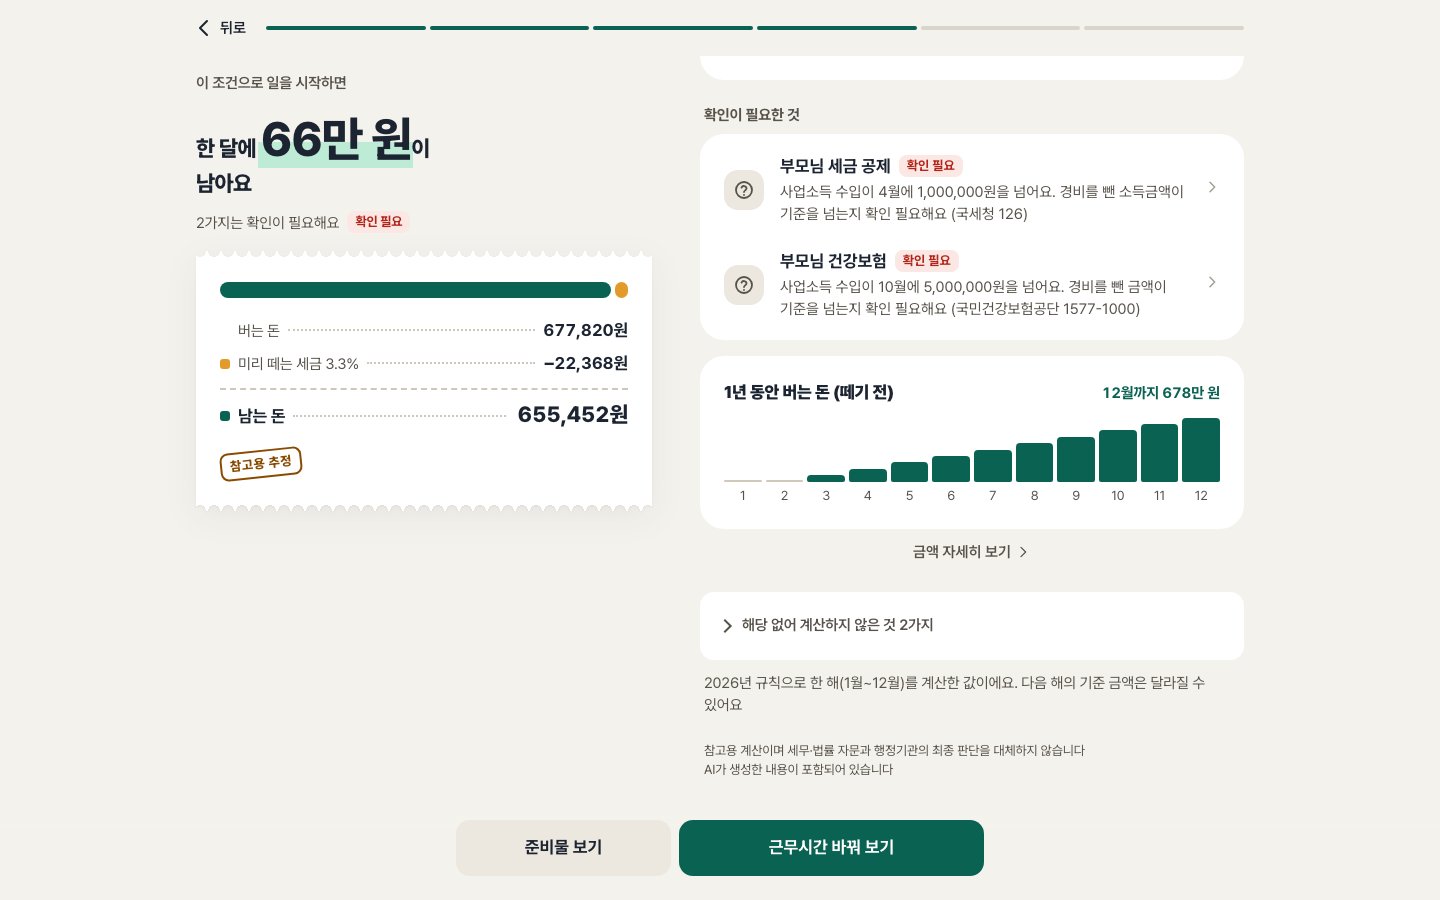 뒤로
이 조건으로 일을 시작하면
한 달에 66만 원이
남아요
2가지는 확인이 필요해요 확인 필요
버는 돈 677,820원
미리 떼는 세금 3.3% −22,368원
남는 돈 655,452원
참고용 추정
확인이 필요한 것
부모님 세금 공제 확인 필요
사업소득 수입이 4월에 1,000,000원을 넘어요. 경비를 뺀 소득금액이
기준을 넘는지 확인 필요해요 (국세청 126)
부모님 건강보험 확인 필요
사업소득 수입이 10월에 5,000,000원을 넘어요. 경비를 뺀 금액이
기준을 넘는지 확인 필요해요 (국민건강보험공단 1577-1000)
1년 동안 버는 돈 (떼기 전) 12월까지 678만 원
1 2 3 4 5 6 7 8 9 10 11 12
금액 자세히 보기
해당 없어 계산하지 않은 것 2가지
2026년 규칙으로 한 해(1월~12월)를 계산한 값이에요. 다음 해의 기준 금액은 달라질 수
있어요
참고용 계산이며 세무·법률 자문과 행정기관의 최종 판단을 대체하지 않습니다
AI가 생성한 내용이 포함되어 있습니다
준비물 보기
근무시간 바꿔 보기